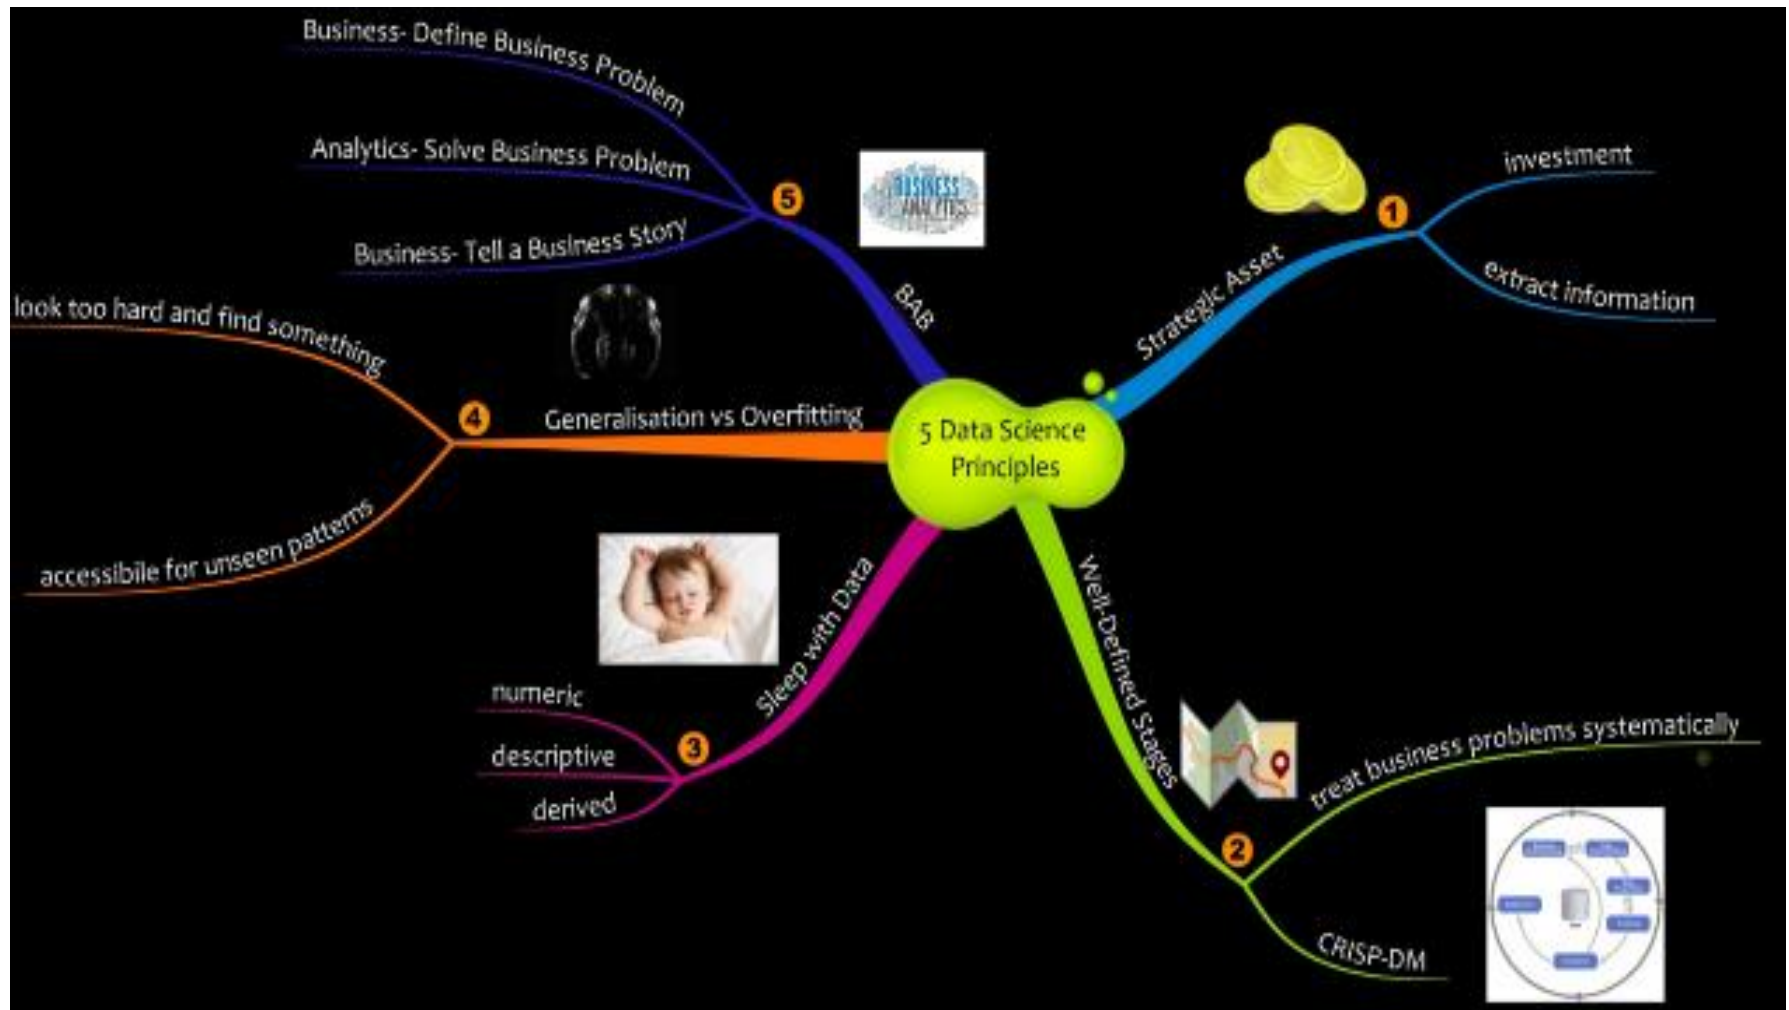 5 Data Science
Principles
1
Strategic Asset
investment
extract information
2
Well-Defined Stages
treat business problems systematically
CRISP-DM
3
Sleep with Data
numeric
descriptive
derived
4
Generalisation vs Overfitting
look too hard and find something
accessibile for unseen patterns
5
BAB
Business- Define Business Problem
Analytics- Solve Business Problem
Business- Tell a Business Story
BUSINESS
ANALYTICS